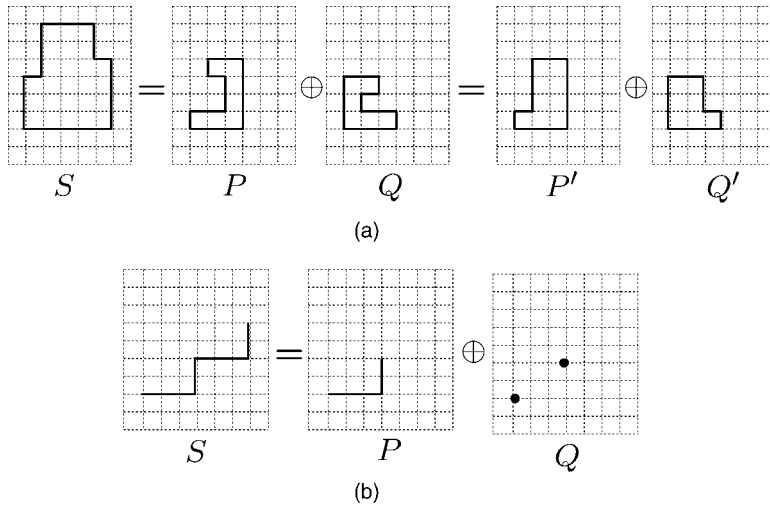 = ⊕ = ⊕
S P Q P′ Q′
(a)
= ⊕
S P Q
(b)